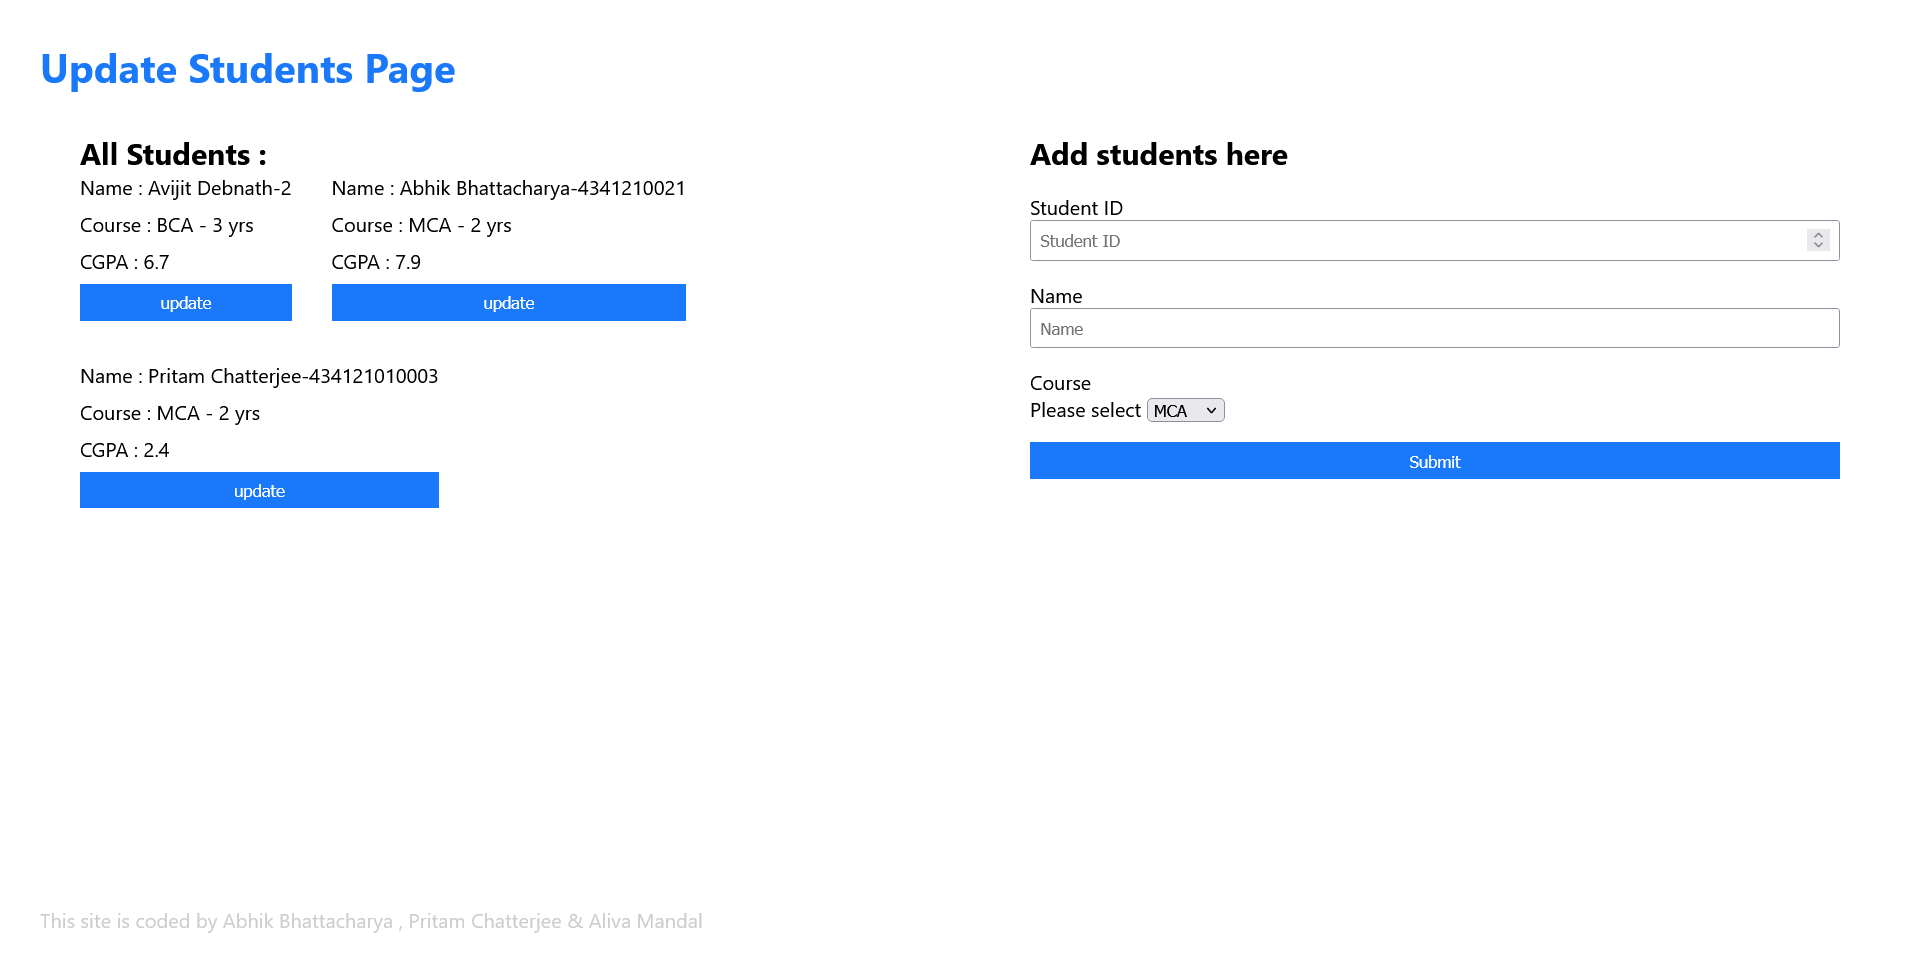 Update Students Page
All Students :
Name : Avijit Debnath-2
Course : BCA - 3 yrs
CGPA : 6.7
update
Name : Abhik Bhattacharya-4341210021
Course : MCA - 2 yrs
CGPA : 7.9
update
Name : Pritam Chatterjee-434121010003
Course : MCA - 2 yrs
CGPA : 2.4
update
Add students here
Student ID
Student ID
Name
Name
Course
Please select MCA
Submit
This site is coded by Abhik Bhattacharya , Pritam Chatterjee & Aliva Mandal